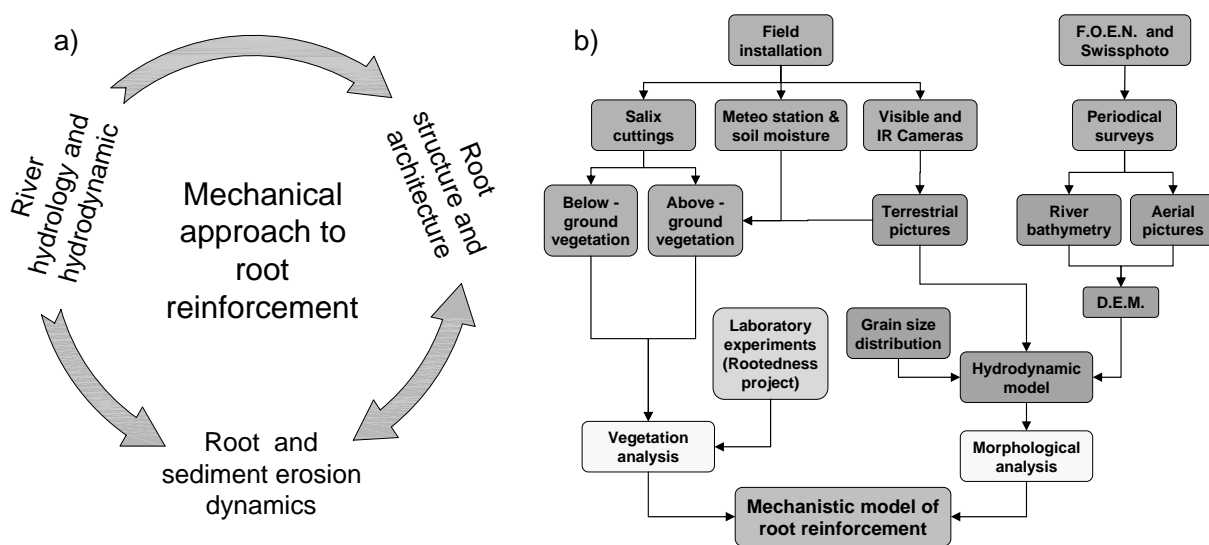 a)
River
hydrology and
hydrodynamic
Root
structure and
architecture
Mechanical
approach to
root
reinforcement
Root and
sediment erosion
dynamics
b)
Field
installation
F.O.E.N. and
Swissphoto
Salix
cuttings
Meteo station &
soil moisture
Visible and
IR Cameras
Periodical
surveys
Below -
ground
vegetation
Above -
ground
vegetation
Terrestrial
pictures
River
bathymetry
Aerial
pictures
D.E.M.
Laboratory
experiments
(Rootedness
project)
Grain size
distribution
Hydrodynamic
model
Vegetation
analysis
Morphological
analysis
Mechanistic model of
root reinforcement